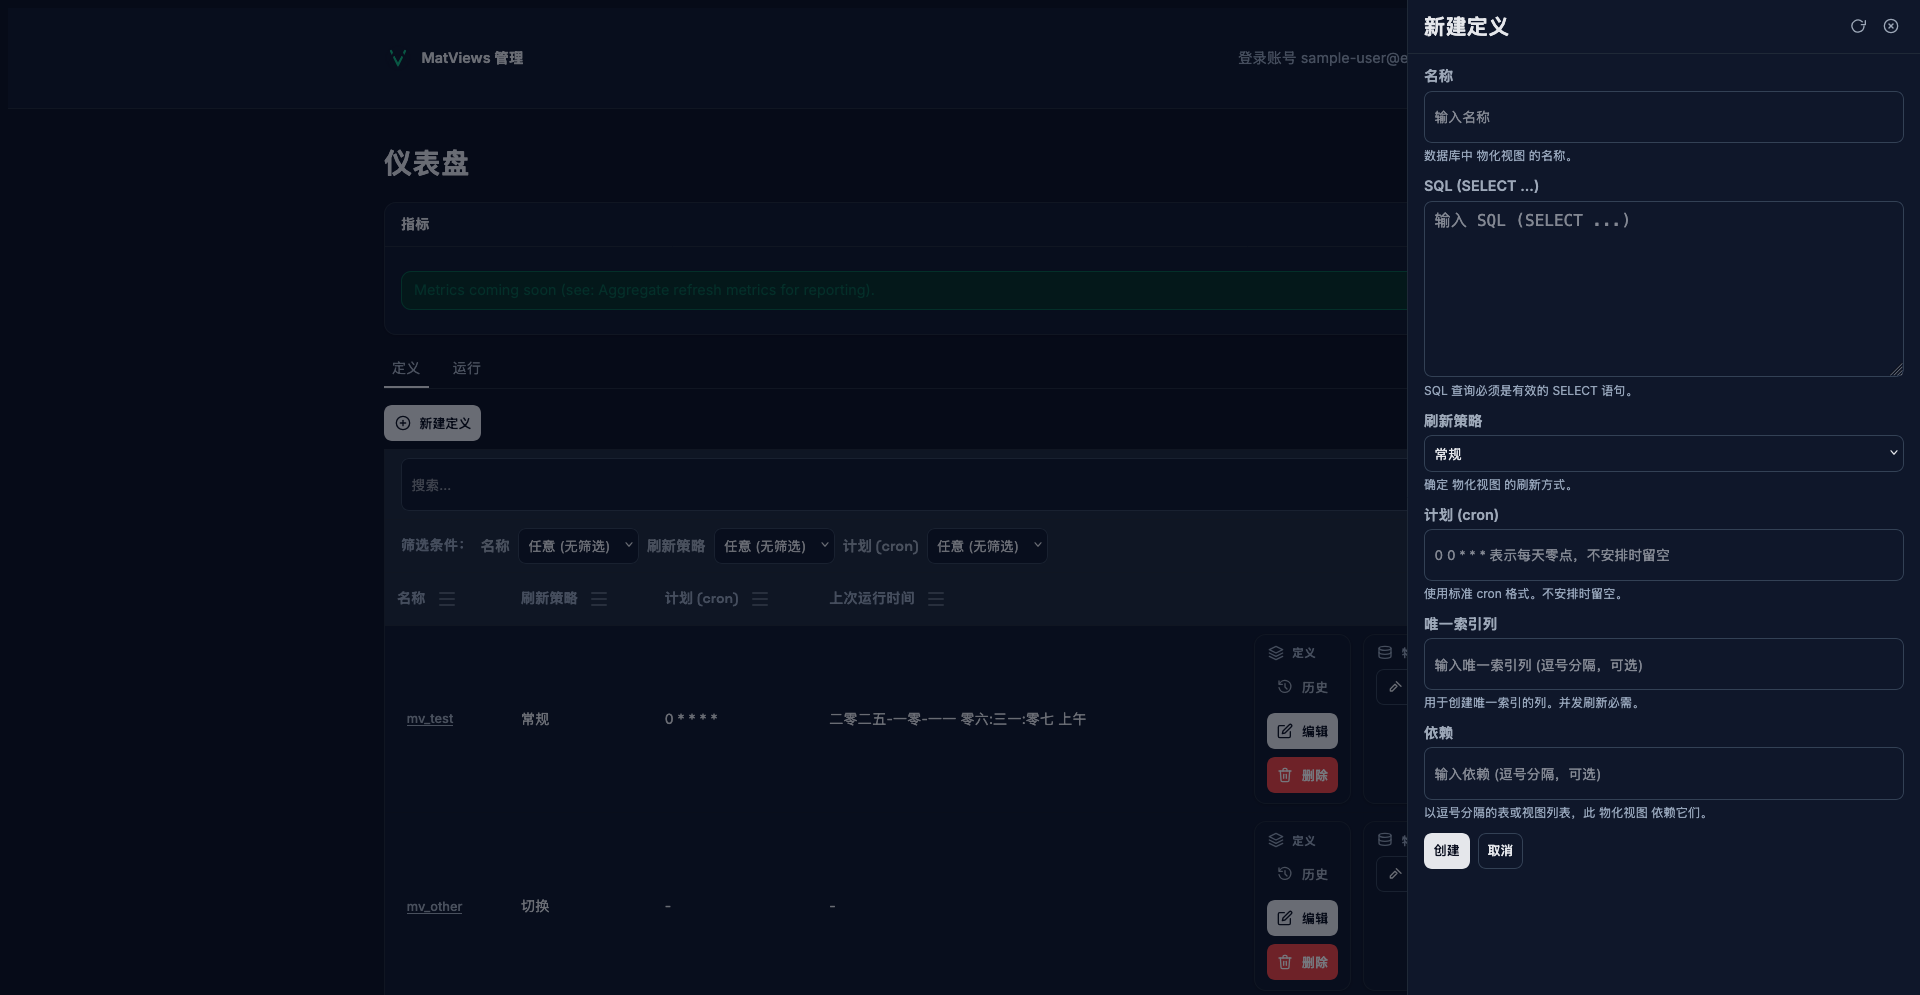 MatViews 管理
登录账号 sample-user@e
仪表盘
指标
Metrics coming soon (see: Aggregate refresh metrics for reporting).
定义
运行
新建定义
搜索...
筛选条件：
名称
任意 (无筛选)
刷新策略
任意 (无筛选)
计划 (cron)
任意 (无筛选)
名称
刷新策略
计划 (cron)
上次运行时间
mv_test
常规
0 * * * *
二零二五-一零-一一 零六:三一:零七 上午
定义
历史
编辑
删除
mv_other
切换
-
-
定义
历史
编辑
删除
新建定义
名称
输入名称
数据库中 物化视图 的名称。
SQL (SELECT ...)
输入 SQL (SELECT ...)
SQL 查询必须是有效的 SELECT 语句。
刷新策略
常规
确定 物化视图 的刷新方式。
计划 (cron)
0 0 * * * 表示每天零点，不安排时留空
使用标准 cron 格式。不安排时留空。
唯一索引列
输入唯一索引列 (逗号分隔，可选)
用于创建唯一索引的列。并发刷新必需。
依赖
输入依赖 (逗号分隔，可选)
以逗号分隔的表或视图列表，此 物化视图 依赖它们。
创建
取消